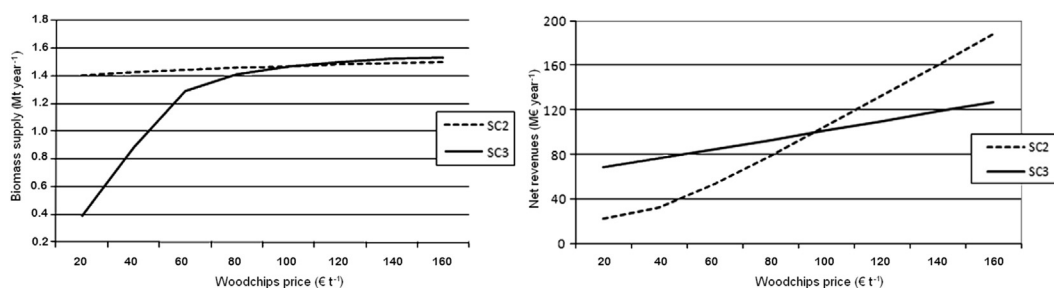 1.8
1.6
1.4
1.2
1.0
0.8
0.6
0.4
0.2
Biomass supply (Mt year⁻¹)
20 40 60 80 100 120 140 160
Woodchips price (€ t⁻¹)
SC2
SC3
200
160
120
80
40
0
Net revenues (M€ year⁻¹)
20 40 60 80 100 120 140 160
Woodchips price (€ t⁻¹)
SC2
SC3